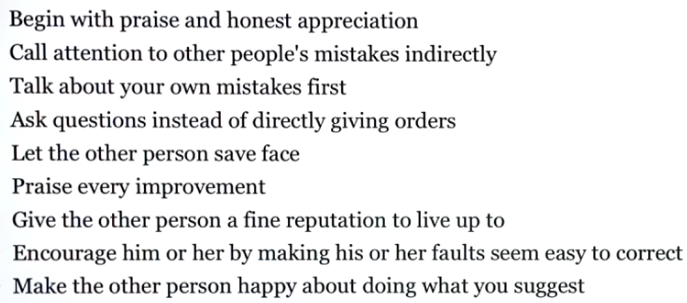 Begin with praise and honest appreciation
Call attention to other people's mistakes indirectly
Talk about your own mistakes first
Ask questions instead of directly giving orders
Let the other person save face
Praise every improvement
Give the other person a fine reputation to live up to
Encourage him or her by making his or her faults seem easy to correct
Make the other person happy about doing what you suggest